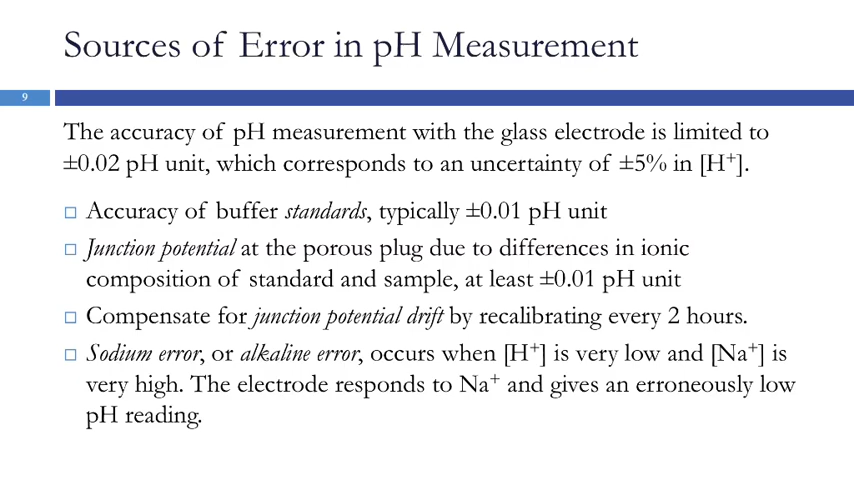 Sources of Error in pH Measurement
9
The accuracy of pH measurement with the glass electrode is limited to
±0.02 pH unit, which corresponds to an uncertainty of ±5% in [H⁺].
□ Accuracy of buffer standards, typically ±0.01 pH unit
□ Junction potential at the porous plug due to differences in ionic
composition of standard and sample, at least ±0.01 pH unit
□ Compensate for junction potential drift by recalibrating every 2 hours.
□ Sodium error, or alkaline error, occurs when [H⁺] is very low and [Na⁺] is
very high. The electrode responds to Na⁺ and gives an erroneously low
pH reading.